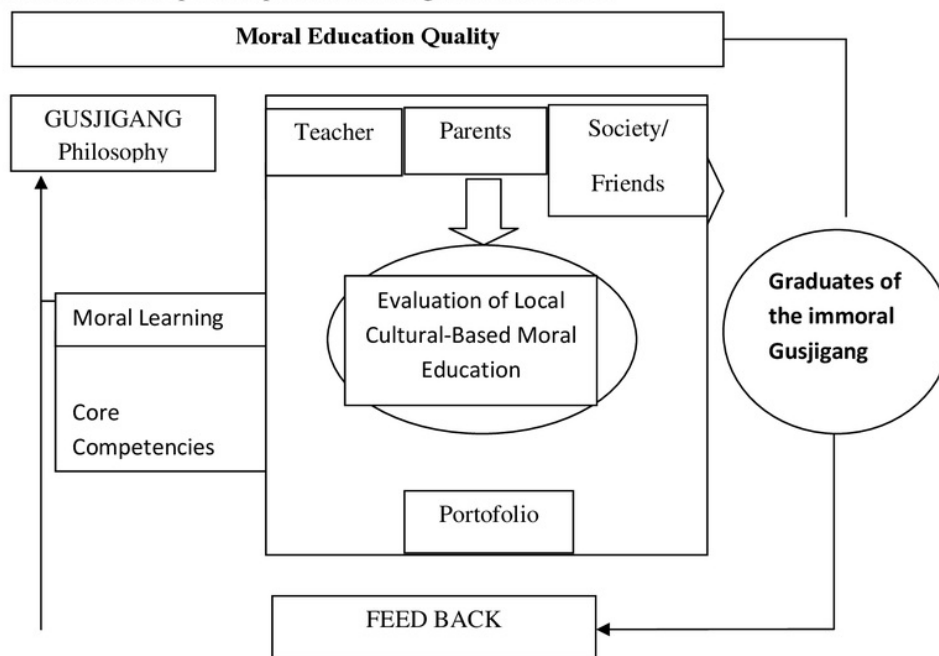 Moral Education Quality
GUSJIGANG
Philosophy
Teacher
Parents
Society/
Friends
Moral Learning
Core
Competencies
Evaluation of Local
Cultural-Based Moral
Education
Graduates of
the immoral
Gusjigang
Portofolio
FEED BACK